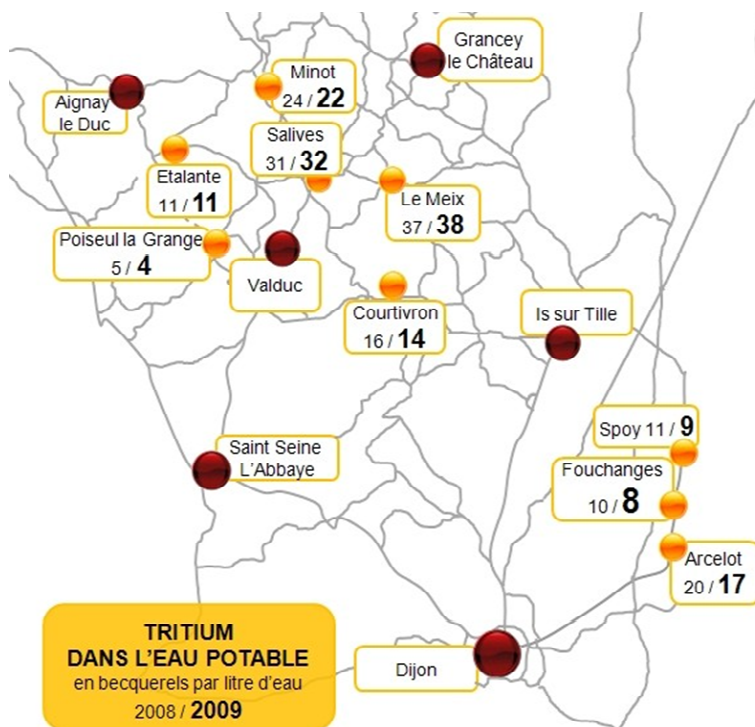 Grancey
le Château
Minot
24 / 22
Aignay
le Duc
Salives
31 / 32
Etalante
11 / 11
Le Meix
37 / 38
Poiseul la Grange
5 / 4
Valduc
Courtivron
16 / 14
Is sur Tille
Spoy 11 / 9
Saint Seine
L'Abbaye
Fouchanges
10 / 8
Arcelot
20 / 17
TRITIUM
DANS L'EAU POTABLE
en becquerels par litre d'eau
2008 / 2009
Dijon